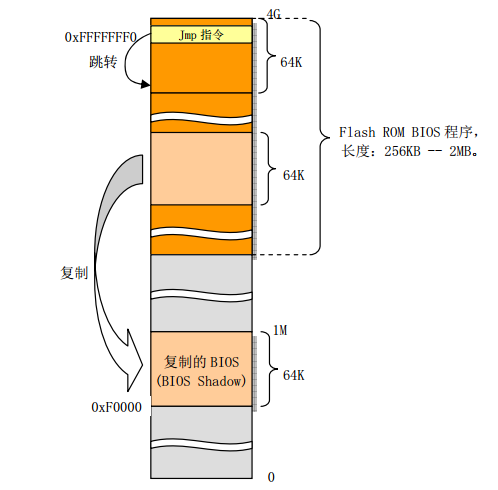 4G
0xFFFFFFF0
Jmp 指令
跳转
64K
Flash ROM BIOS 程序,
长度: 256KB -- 2MB。
64K
复制
1M
复制的 BIOS
(BIOS Shadow)
64K
0xF0000
0